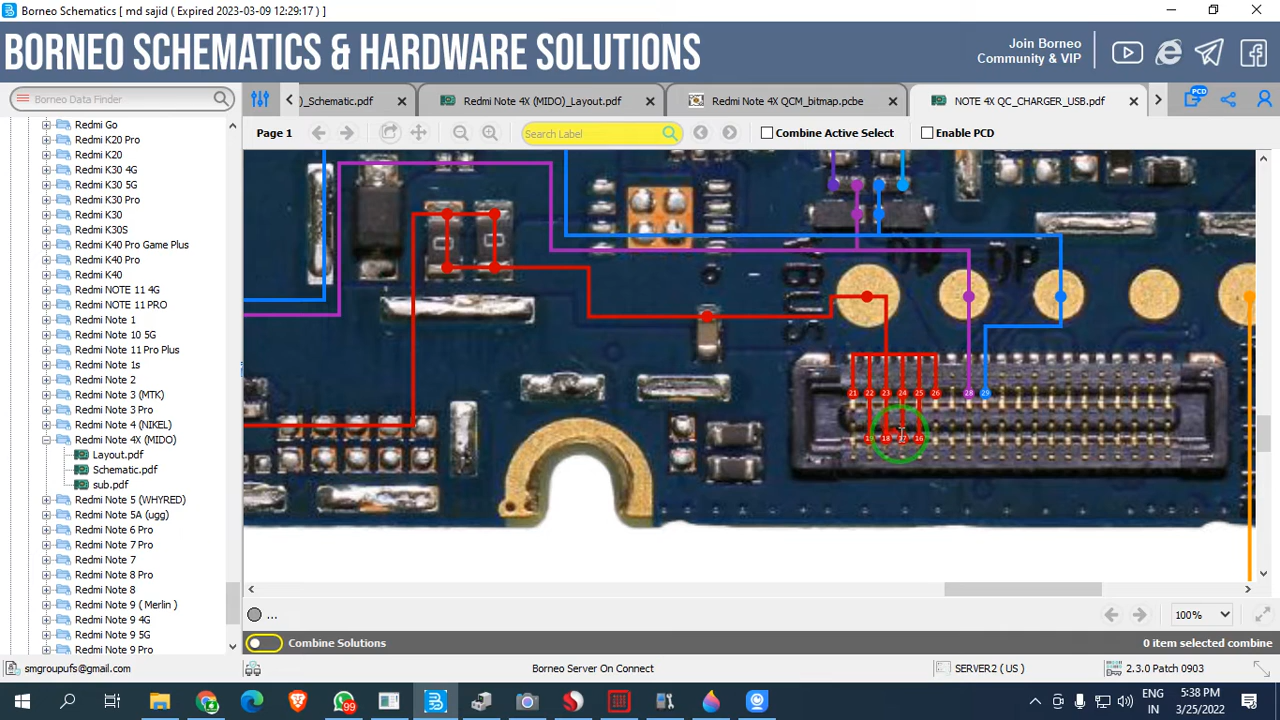 Borneo Schematics [ md sajid ( Expired 2023-03-09 12:29:17 ) ]
BORNEO SCHEMATICS & HARDWARE SOLUTIONS
Join Borneo
Community & VIP
Borneo Data Finder
)_Schematic.pdf
Redmi Note 4X (MIDO)_Layout.pdf
Redmi Note 4X QCM_bitmap.pcbe
NOTE 4X QC_CHARGER_USB.pdf
PCD
Page 1
Search Label
Combine Active Select
Enable PCD
Redmi Go
Redmi K20 Pro
Redmi K20
Redmi K30 4G
Redmi K30 5G
Redmi K30 Pro
Redmi K30
Redmi K30S
Redmi K40 Pro Game Plus
Redmi K40 Pro
Redmi K40
Redmi NOTE 11 4G
Redmi NOTE 11 PRO
Redmi Note 1
Redmi Note 10 5G
Redmi Note 11 Pro Plus
Redmi Note 1s
Redmi Note 2
Redmi Note 3 (MTK)
Redmi Note 3 Pro
Redmi Note 4 (NIKEL)
Redmi Note 4X (MIDO)
Layout.pdf
Schematic.pdf
sub.pdf
Redmi Note 5 (WHYRED)
Redmi Note 5A (ugg)
Redmi Note 6 Pro
Redmi Note 7 Pro
Redmi Note 7
Redmi Note 8 Pro
Redmi Note 8
Redmi Note 9 ( Merlin )
Redmi Note 9 4G
Redmi Note 9 5G
Redmi Note 9 Pro
DP
21 22 23 24 25 26 28 29
19 18 17 16
...
100%
Combine Solutions
0 item selected combine
smgroupufs@gmail.com
Borneo Server On Connect
SERVER2 ( US )
2.3.0 Patch 0903
99
ENG
IN
5:38 PM
3/25/2022